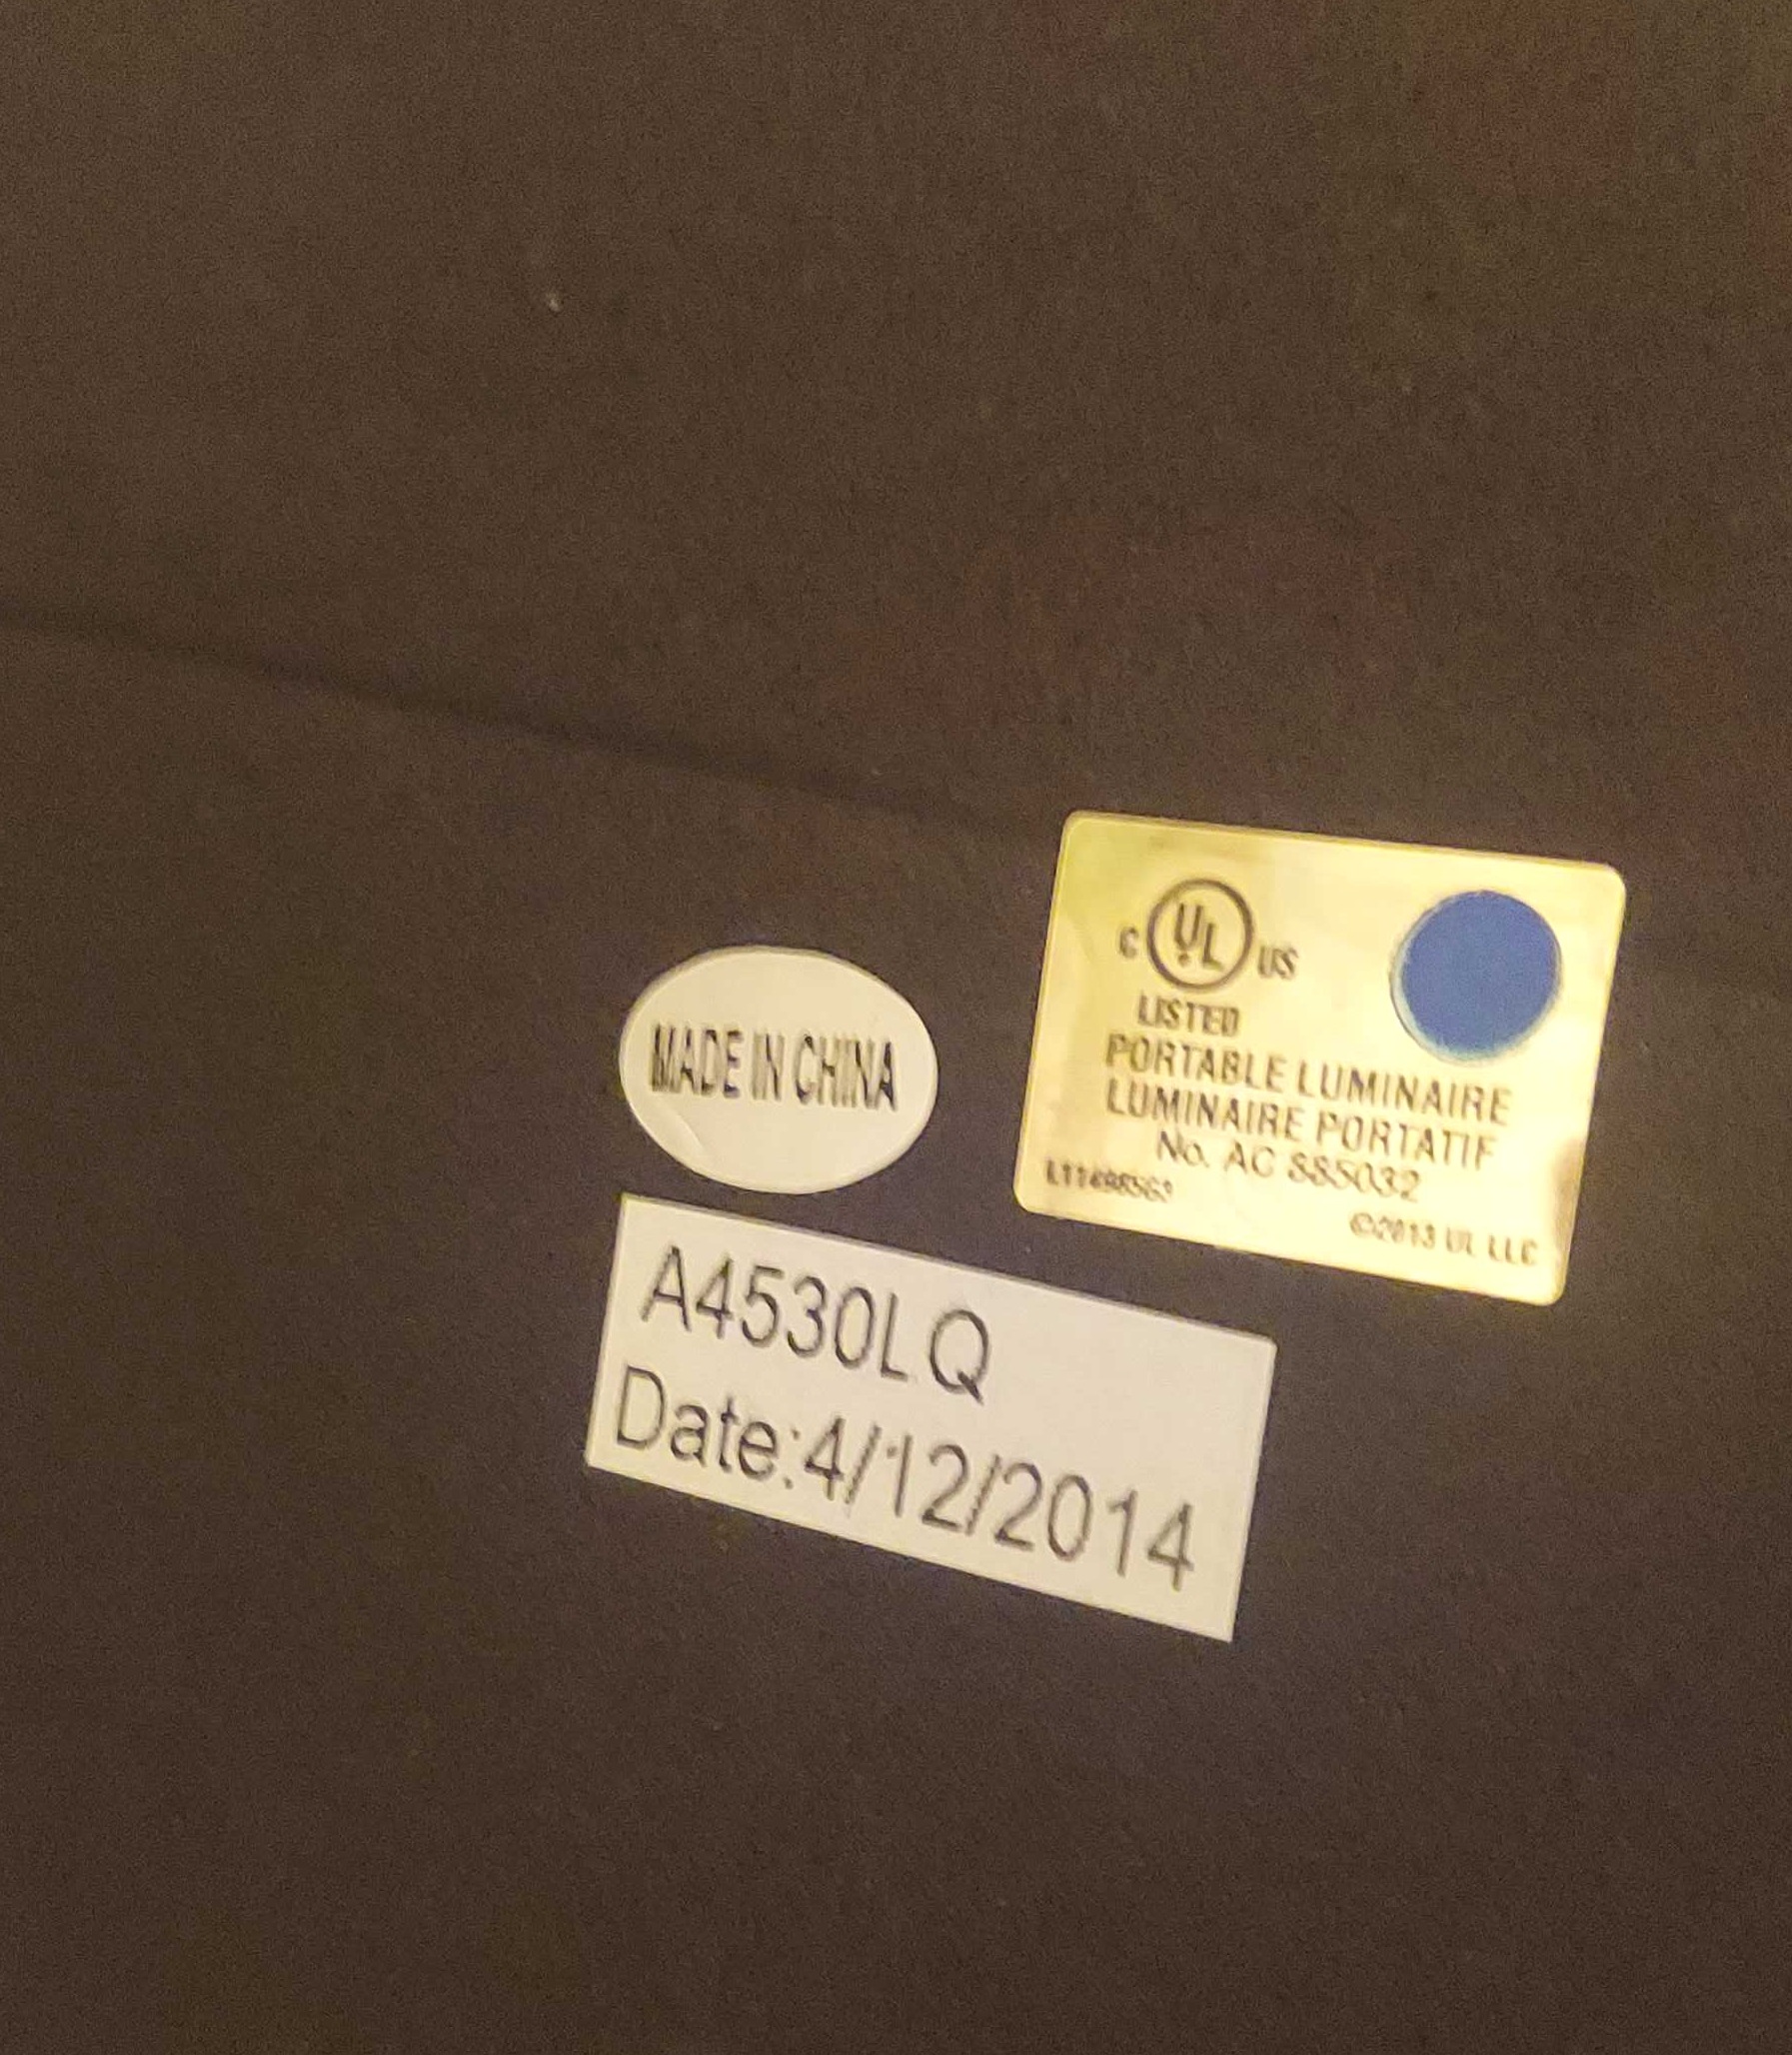 C UL US
LISTED
PORTABLE LUMINAIRE
LUMINAIRE PORTATIF
No. AC 885032
©2013 UL LLC
MADE IN CHINA
A4530LQ
Date:4/12/2014